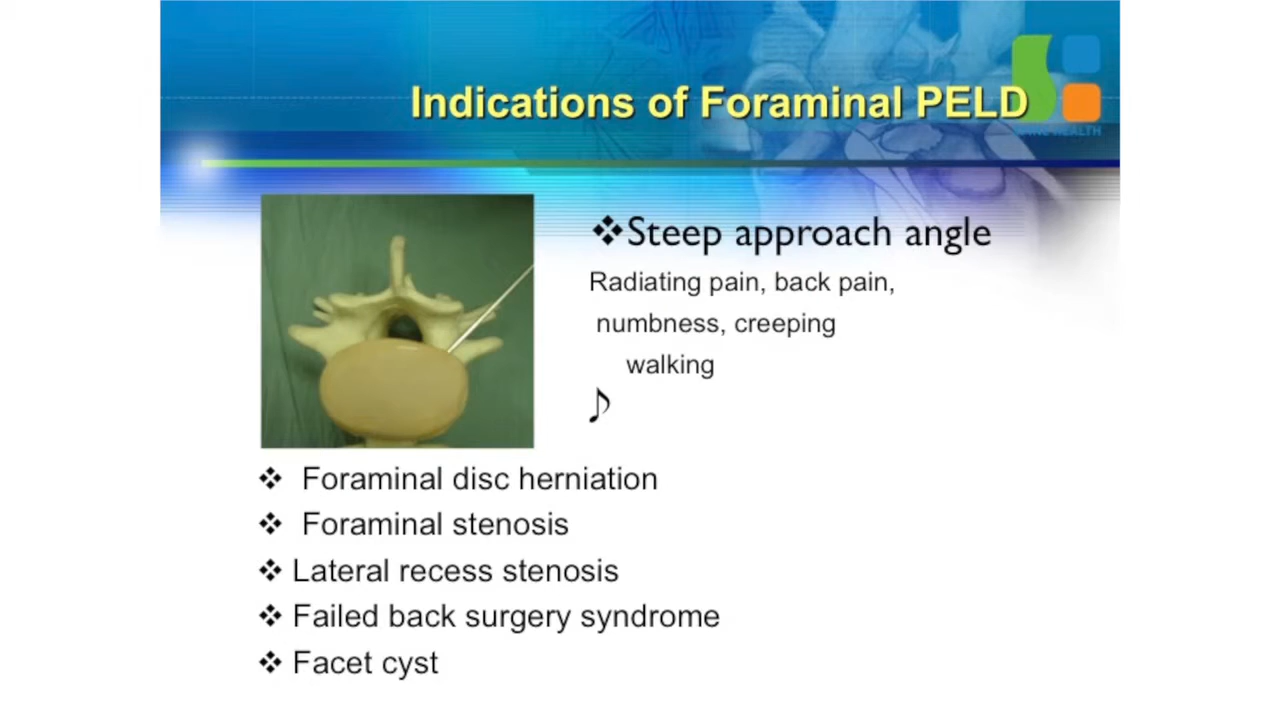 Indications of Foraminal PELD
❖Steep approach angle
Radiating pain, back pain,
numbness, creeping
walking
♪
❖ Foraminal disc herniation
❖ Foraminal stenosis
❖ Lateral recess stenosis
❖ Failed back surgery syndrome
❖ Facet cyst
HEALTH